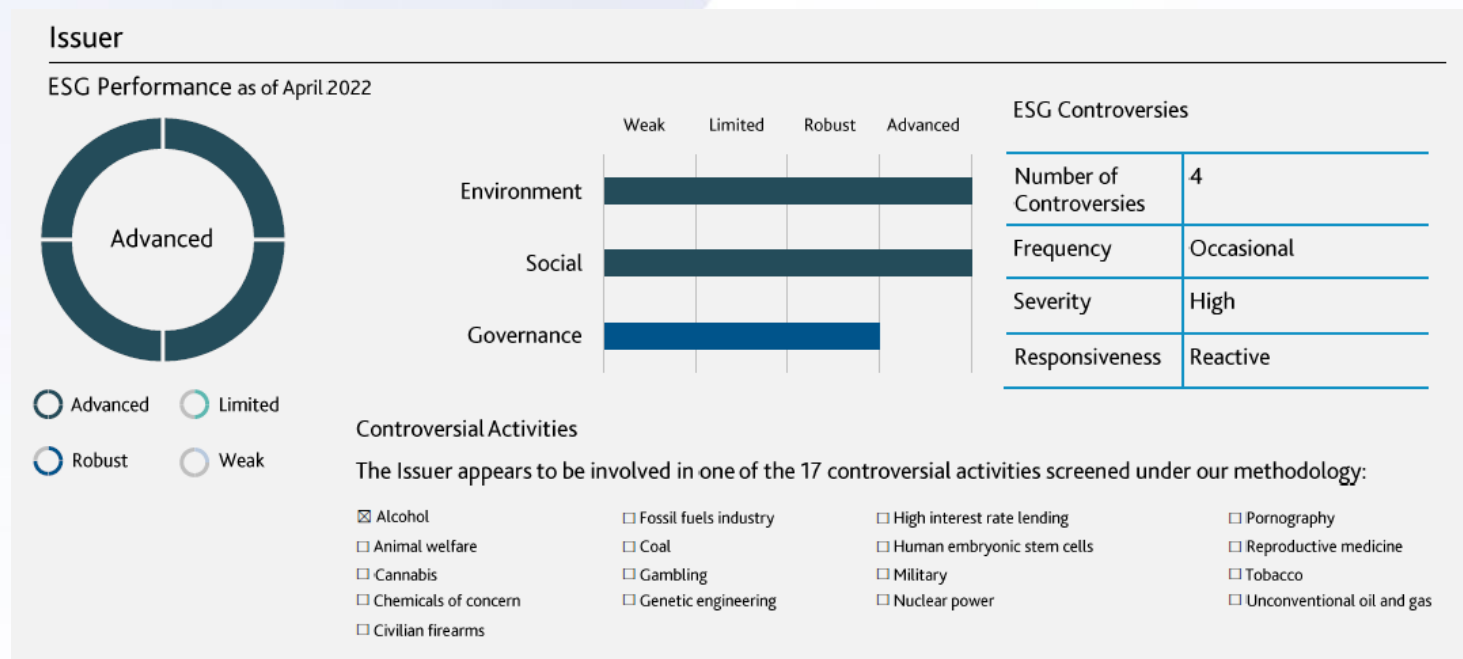 Issuer
ESG Performance as of April 2022
Advanced
Advanced
Limited
Robust
Weak
Weak Limited Robust Advanced
Environment
Social
Governance
ESG Controversies
Number of
Controversies
4
Frequency Occasional
Severity High
Responsiveness Reactive
Controversial Activities
The Issuer appears to be involved in one of the 17 controversial activities screened under our methodology:
☒ Alcohol
☐ Animal welfare
☐ Cannabis
☐ Chemicals of concern
☐ Civilian firearms
☐ Fossil fuels industry
☐ Coal
☐ Gambling
☐ Genetic engineering
☐ High interest rate lending
☐ Human embryonic stem cells
☐ Military
☐ Nuclear power
☐ Pornography
☐ Reproductive medicine
☐ Tobacco
☐ Unconventional oil and gas